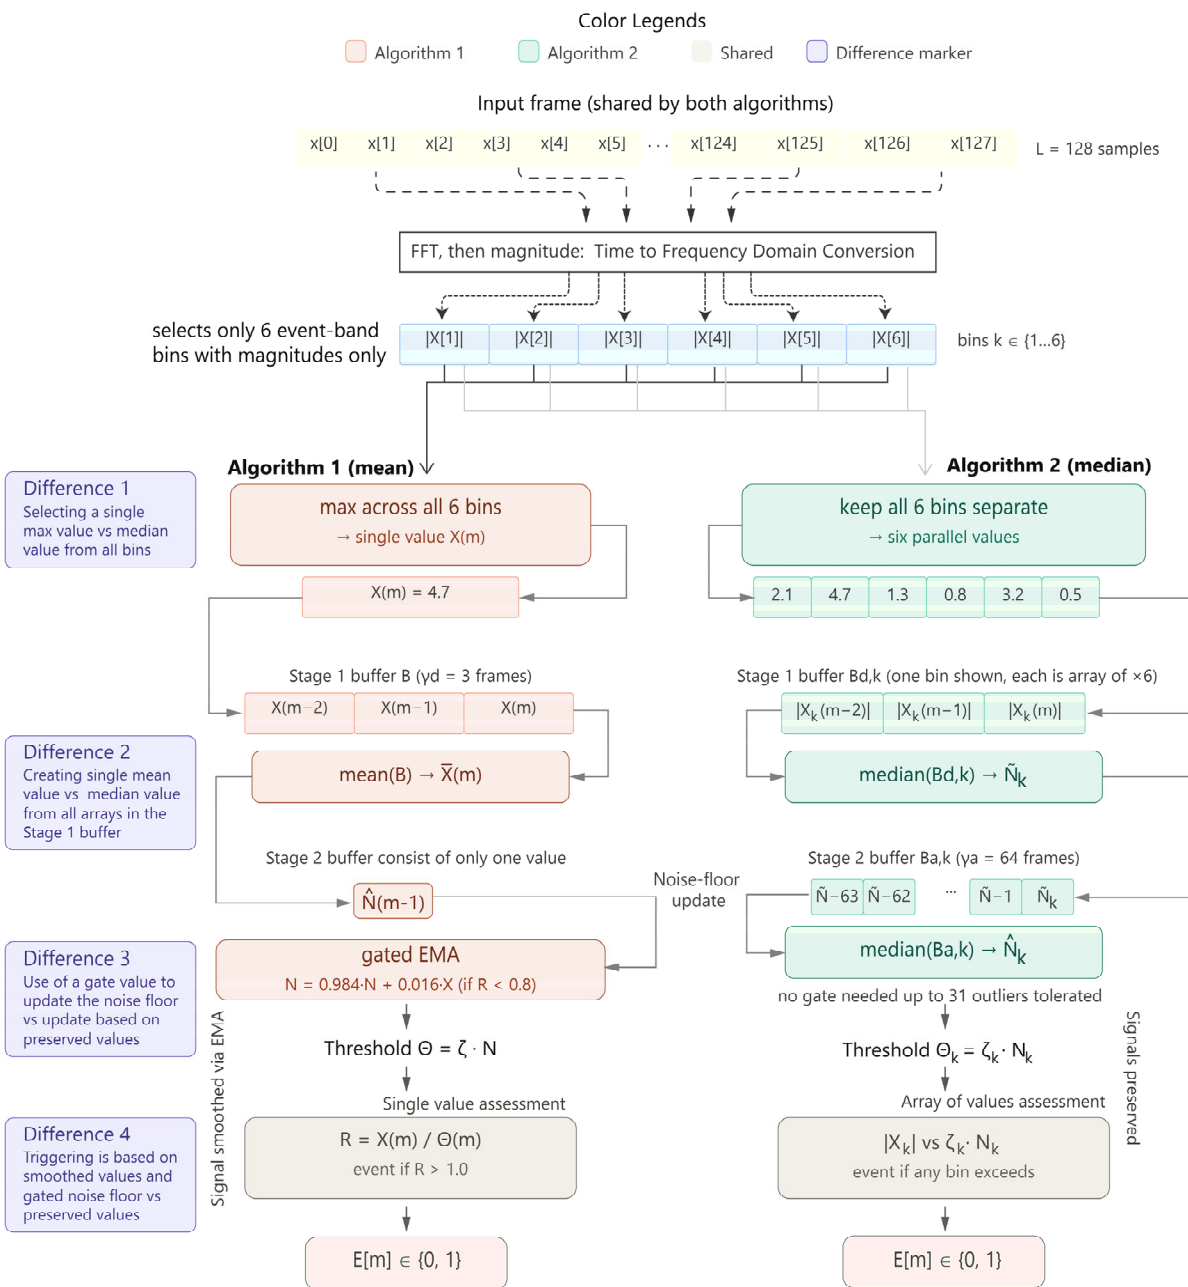 Color Legends
Algorithm 1
Algorithm 2
Shared
Difference marker
Input frame (shared by both algorithms)
x[0] x[1] x[2] x[3] x[4] x[5] ... x[124] x[125] x[126] x[127]
L = 128 samples
FFT, then magnitude: Time to Frequency Domain Conversion
selects only 6 event-band
bins with magnitudes only
|X[1]| |X[2]| |X[3]| |X[4]| |X[5]| |X[6]|
bins k ∈ {1...6}
Algorithm 1 (mean)
Algorithm 2 (median)
Difference 1
Selecting a single
max value vs median
value from all bins
max across all 6 bins
→ single value X(m)
keep all 6 bins separate
→ six parallel values
X(m) = 4.7
2.1 4.7 1.3 0.8 3.2 0.5
Stage 1 buffer B (γd = 3 frames)
Stage 1 buffer Bd,k (one bin shown, each is array of ×6)
X(m−2) X(m−1) X(m)
|Xₖ(m−2)| |Xₖ(m−1)| |Xₖ(m)|
Difference 2
Creating single mean
value vs median value
from all arrays in the
Stage 1 buffer
mean(B) → X̅(m)
median(Bd,k) → Ñₖ
Stage 2 buffer consist of only one value
Noise-floor
update
Stage 2 buffer Ba,k (γa = 64 frames)
N̂(m-1)
Ñ−63 Ñ−62 ... Ñ−1 Ñₖ
Difference 3
Use of a gate value to
update the noise floor
vs update based on
preserved values
gated EMA
N = 0.984·N + 0.016·X (if R < 0.8)
median(Ba,k) → N̂ₖ
no gate needed up to 31 outliers tolerated
Signal smoothed via EMA
Threshold Θ = ζ · N
Threshold Θₖ = ζₖ · Nₖ
Signals preserved
Single value assessment
Array of values assessment
Difference 4
Triggering is based on
smoothed values and
gated noise floor vs
preserved values
R = X(m) / Θ(m)
event if R > 1.0
|Xₖ| vs ζₖ · Nₖ
event if any bin exceeds
E[m] ∈ {0, 1}
E[m] ∈ {0, 1}